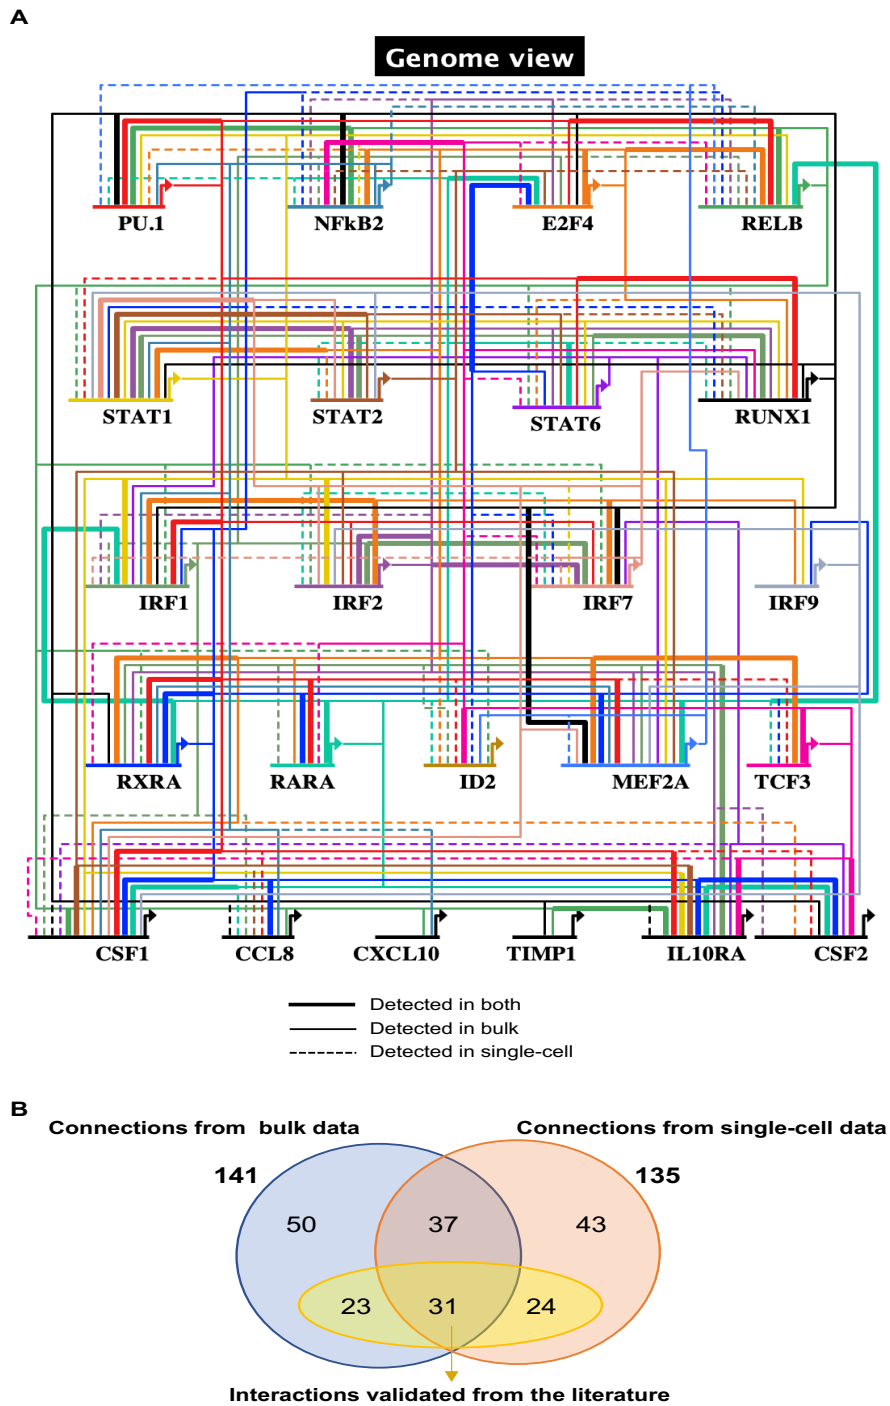 A
Genome view
PU.1 NFkB2 E2F4 RELB
STAT1 STAT2 STAT6 RUNX1
IRF1 IRF2 IRF7 IRF9
RXRA RARA ID2 MEF2A TCF3
CSF1 CCL8 CXCL10 TIMP1 IL10RA CSF2
Detected in both
Detected in bulk
Detected in single-cell
B
Connections from bulk data Connections from single-cell data
141 135
50 37 43
23 31 24
Interactions validated from the literature